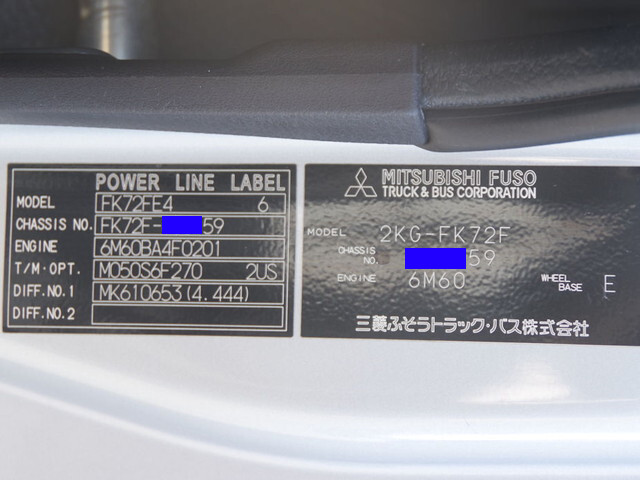 POWER LINE LABEL
MODEL FK72FE4 6
CHASSIS NO. FK72F- 59
ENGINE 6M60BA4F0201
T/M.OPT. M050S6F270 2US
DIFF.NO.1 MK610653(4.444)
DIFF.NO.2
MITSUBISHI FUSO
TRUCK & BUS CORPORATION
MODEL 2KG-FK72F
CHASSIS NO. 59
ENGINE 6M60 WHEEL BASE E
三菱ふそうトラック・バス株式会社